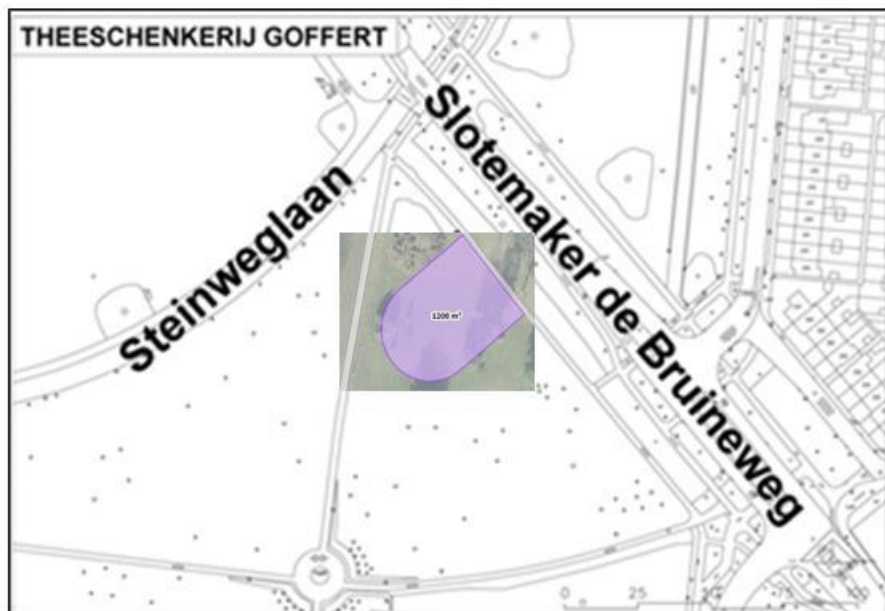 THEESCHENKERIJ GOFFERT
Slotemaker de Bruineweg
Steinweglaan
1200 m²
0 25